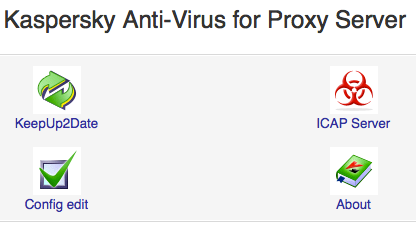 Kaspersky Anti-Virus for Proxy Server
KeepUp2Date
ICAP Server
Config edit
About